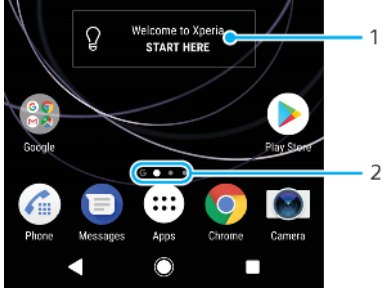 Welcome to Xperia
START HERE
1
Google
Play Store
2
G
Phone
Messages
Apps
Chrome
Camera